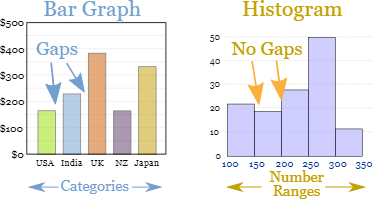 Bar Graph
$500
$400
$300
$200
$100
$0
Gaps
USA India UK NZ Japan
Categories
Histogram
50
40
30
20
10
0
No Gaps
100 150 200 250 300 350
Number
Ranges